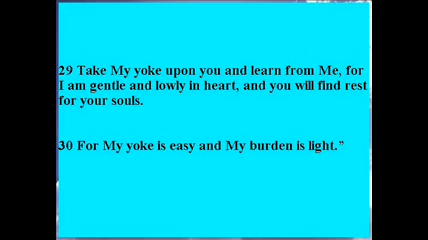 29 Take My yoke upon you and learn from Me, for
I am gentle and lowly in heart, and you will find rest
for your souls.
30 For My yoke is easy and My burden is light.”